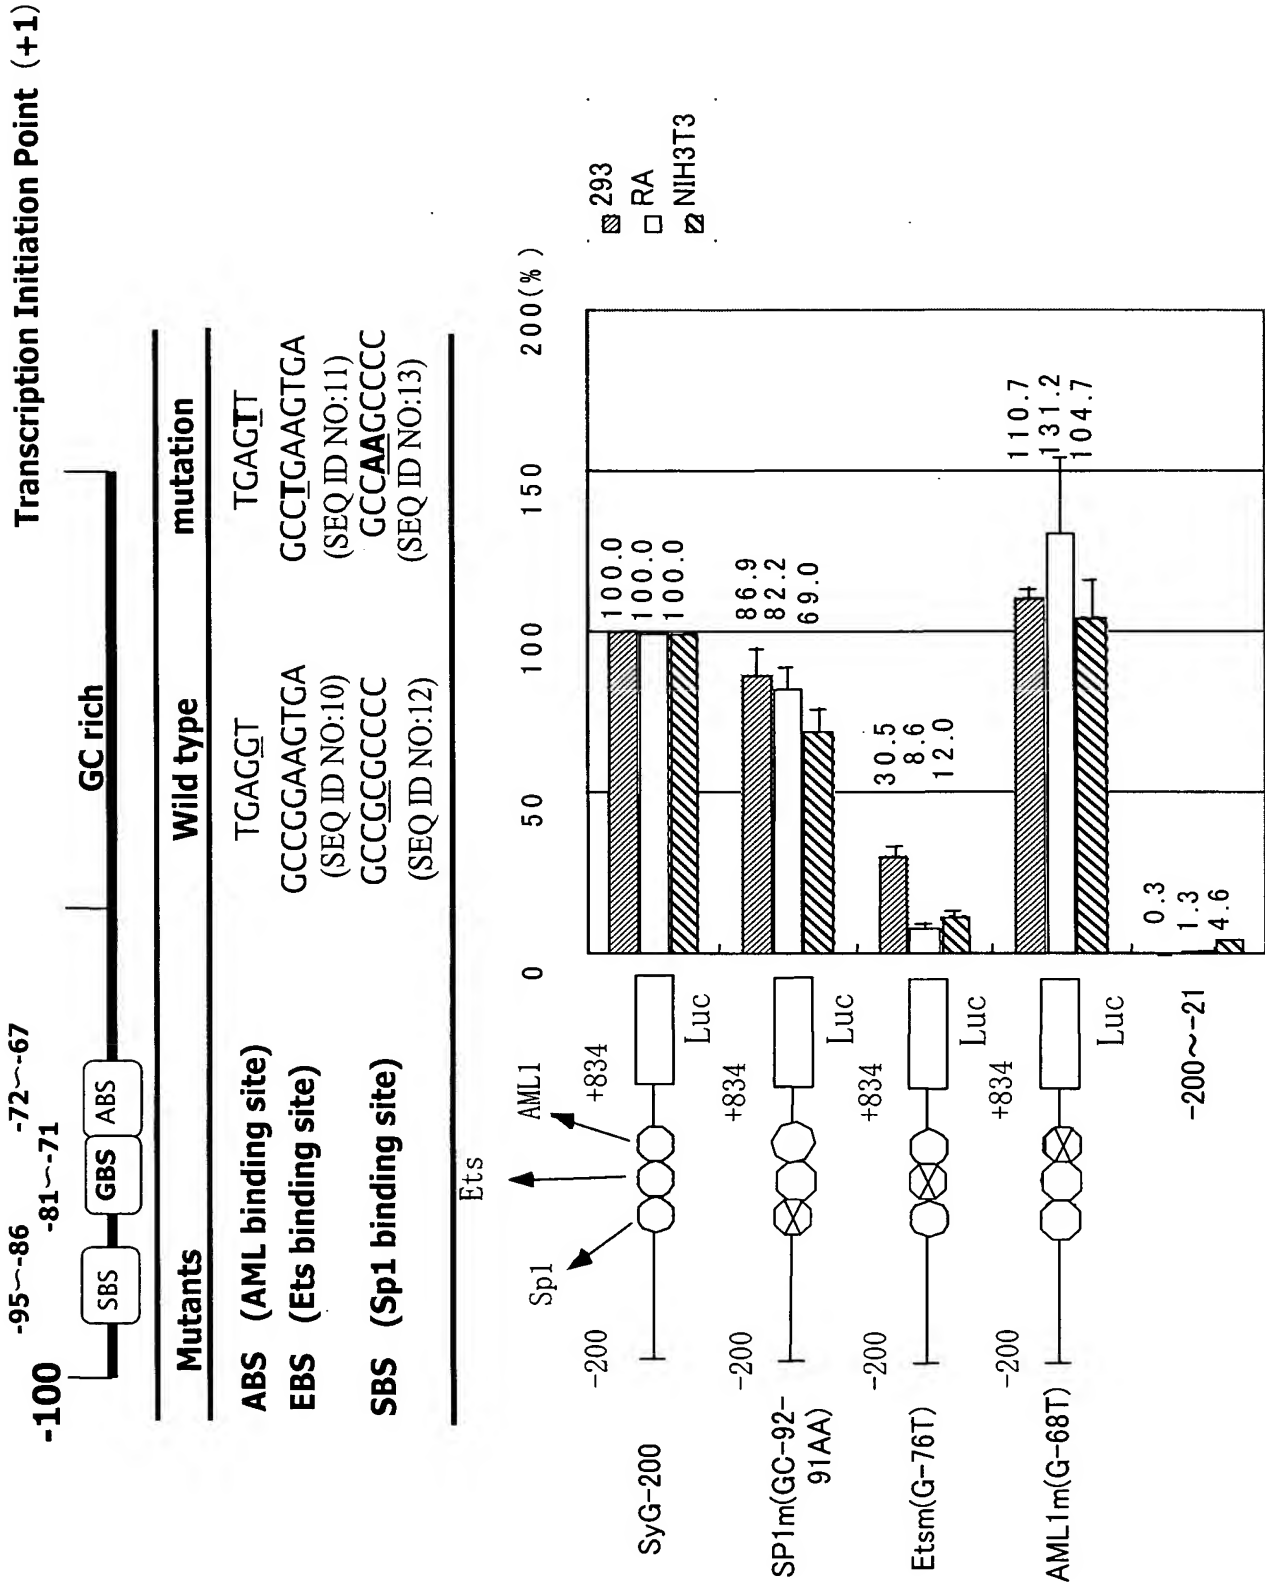 Transcription Initiation Point (+1)
-95~-86
-72~-67
-81~-71
-100
SBS
GBS
ABS
GC rich
Mutants
Wild type
mutation
ABS (AML binding site)
TGAGGT
TGAGTT
EBS (Ets binding site)
GCCGGAAGTGA
GCCTGAAGTGA
(SEQ ID NO:10)
(SEQ ID NO:11)
SBS (Sp1 binding site)
GCCGCGCCCC
GCCAAGCCCC
(SEQ ID NO:12)
(SEQ ID NO:13)
Ets
Sp1
AML1
0
50
100
150
200(%)
293
RA
NIH3T3
SyG-200
-200
+834
Luc
100.0
100.0
100.0
SP1m(GC-92-
91AA)
-200
+834
Luc
86.9
82.2
69.0
Etsm(G-76T)
-200
+834
Luc
30.5
8.6
12.0
AML1m(G-68T)
-200
+834
Luc
110.7
131.2
104.7
-200~-21
0.3
1.3
4.6